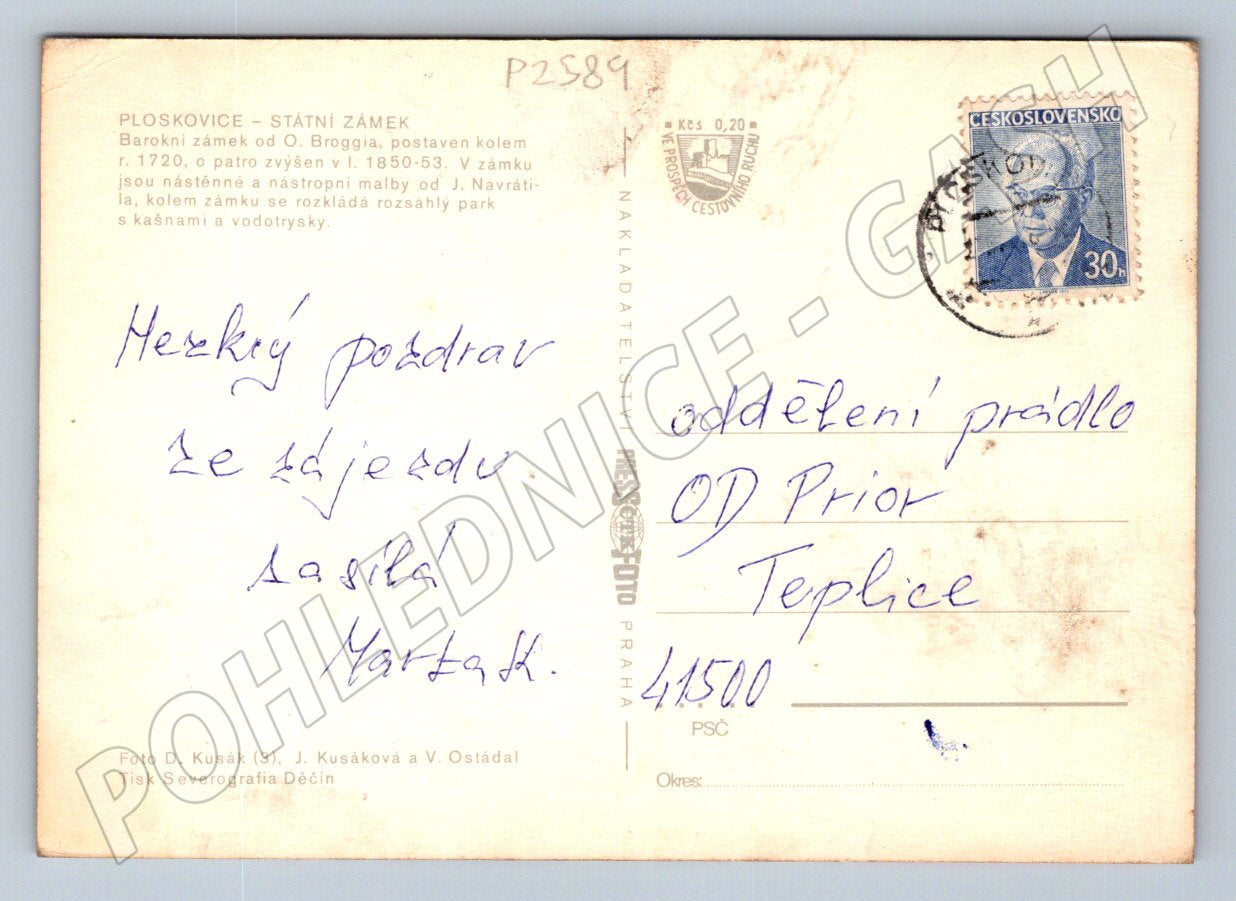 P2589
PLOSKOVICE – STÁTNÍ ZÁMEK
Barokní zámek od O. Broggia, postaven kolem
r. 1720, o patro zvýšen v l. 1850-53. V zámku
jsou nástěnné a nástropní malby od J. Navráti-
la, kolem zámku se rozkládá rozsáhlý park
s kašnami a vodotrysky.
Hezký pozdrav
ze zájezdu
zasílá
Marta K.
Foto D. Kusák (3), J. Kusáková a V. Ostádal
Tisk Severografia Děčín
NAKLADATELSTVÍ PRESSFOTO PRAHA
ČTK
Kčs 0,20
VE PROSPĚCH CESTOVNÍHO RUCHU
ČESKOSLOVENSKO
30h
oddělení prádlo
OD Prior
Teplice
41500
PSČ
Okres:
POHLEDNICE - GACH